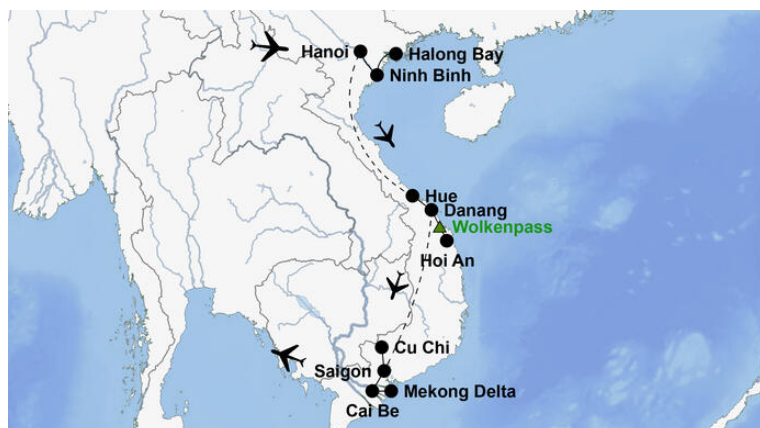 Hanoi
Halong Bay
Ninh Binh
Hue
Danang
Wolkenpass
Hoi An
Cu Chi
Saigon
Mekong Delta
Cai Be